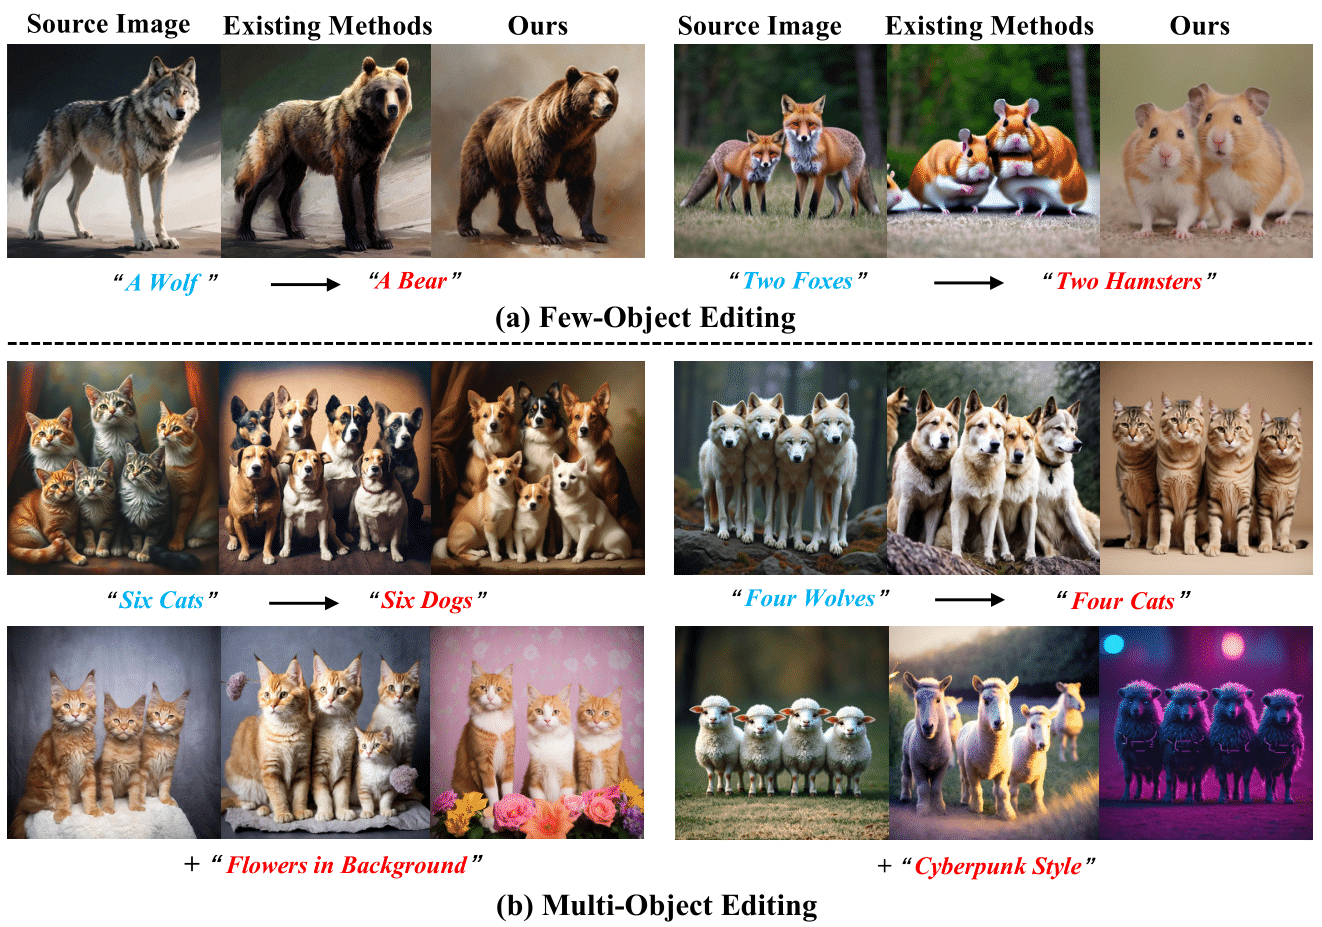 Source Image Existing Methods Ours Source Image Existing Methods Ours
“A Wolf ” “A Bear” “Two Foxes” “Two Hamsters”
(a) Few-Object Editing
“Six Cats” “Six Dogs” “Four Wolves” “Four Cats”
+ “Flowers in Background” + “Cyberpunk Style”
(b) Multi-Object Editing